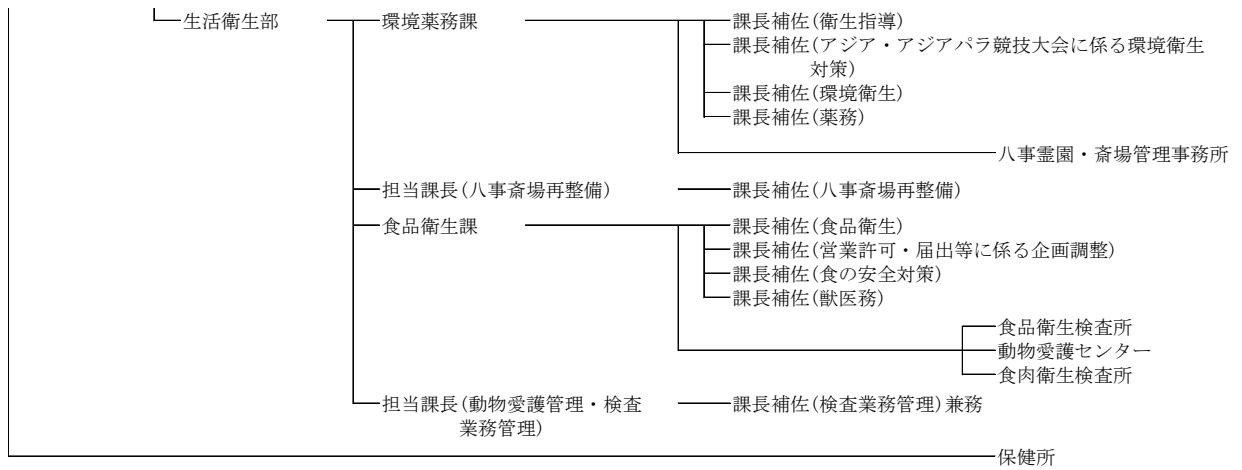 生活衛生部 環境薬務課 課長補佐(衛生指導)
課長補佐(アジア・アジアパラ競技大会に係る環境衛生
対策)
課長補佐(環境衛生)
課長補佐(薬務)
八事霊園・斎場管理事務所
担当課長(八事斎場再整備) 課長補佐(八事斎場再整備)
食品衛生課 課長補佐(食品衛生)
課長補佐(営業許可・届出等に係る企画調整)
課長補佐(食の安全対策)
課長補佐(獣医務)
食品衛生検査所
動物愛護センター
食肉衛生検査所
担当課長(動物愛護管理・検査 課長補佐(検査業務管理)兼務
業務管理)
保健所